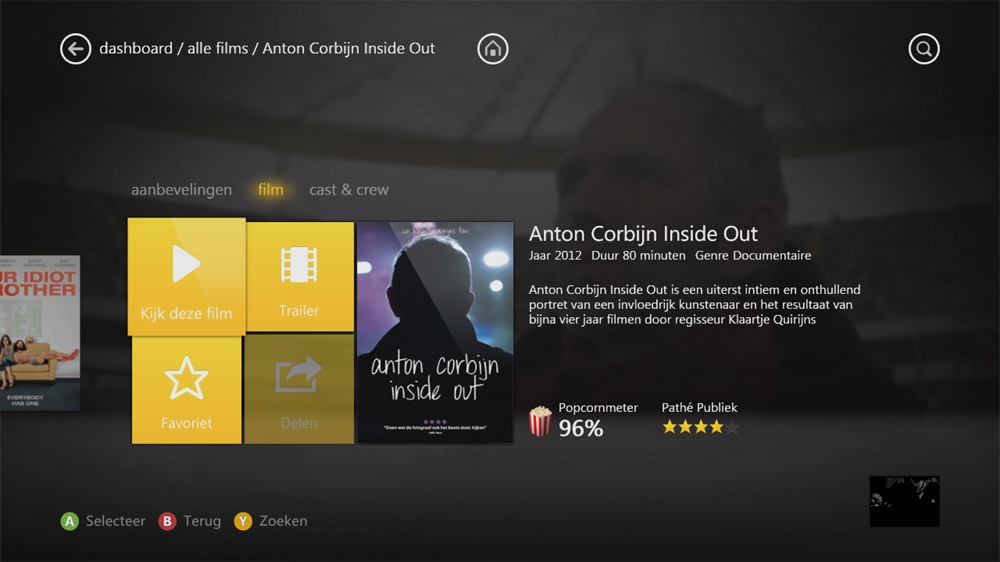 dashboard / alle films / Anton Corbijn Inside Out
aanbevelingen film cast & crew
UR IDIOT
ROTHER
EVERYBODY
HAS ONE
Kijk deze film
Trailer
Favoriet
Delen
anton corbijn
inside out
"Doen wat de fotograaf ook het beste doet: kijken"
Anton Corbijn Inside Out
Jaar 2012 Duur 80 minuten Genre Documentaire
Anton Corbijn Inside Out is een uiterst intiem en onthullend
portret van een invloedrijk kunstenaar en het resultaat van
bijna vier jaar filmen door regisseur Klaartje Quirijns
Popcornmeter
96%
Pathé Publiek
A Selecteer B Terug Y Zoeken